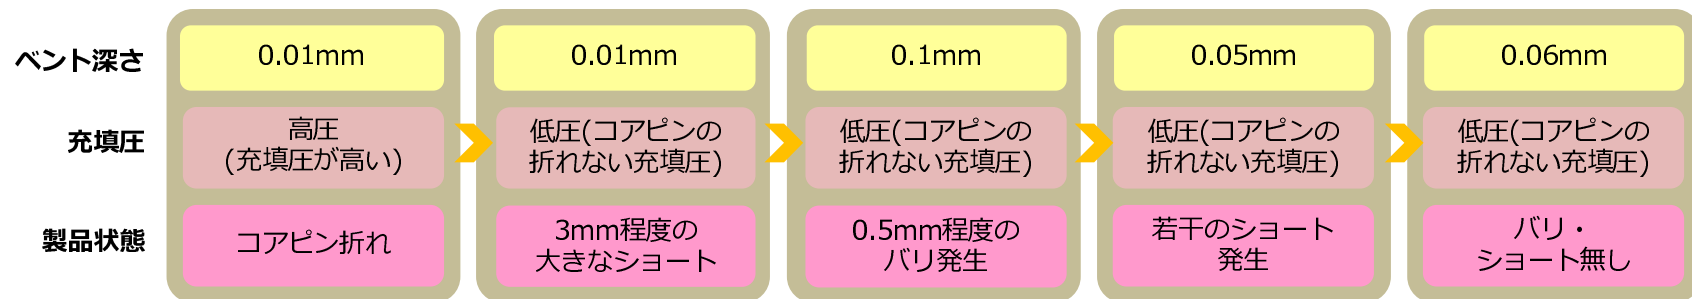 ベント深さ
0.01mm
0.01mm
0.1mm
0.05mm
0.06mm
充填圧
高圧
(充填圧が高い)
低圧(コアピンの
折れない充填圧)
低圧(コアピンの
折れない充填圧)
低圧(コアピンの
折れない充填圧)
低圧(コアピンの
折れない充填圧)
製品状態
コアピン折れ
3mm程度の
大きなショート
0.5mm程度の
バリ発生
若干のショート
発生
バリ・
ショート無し